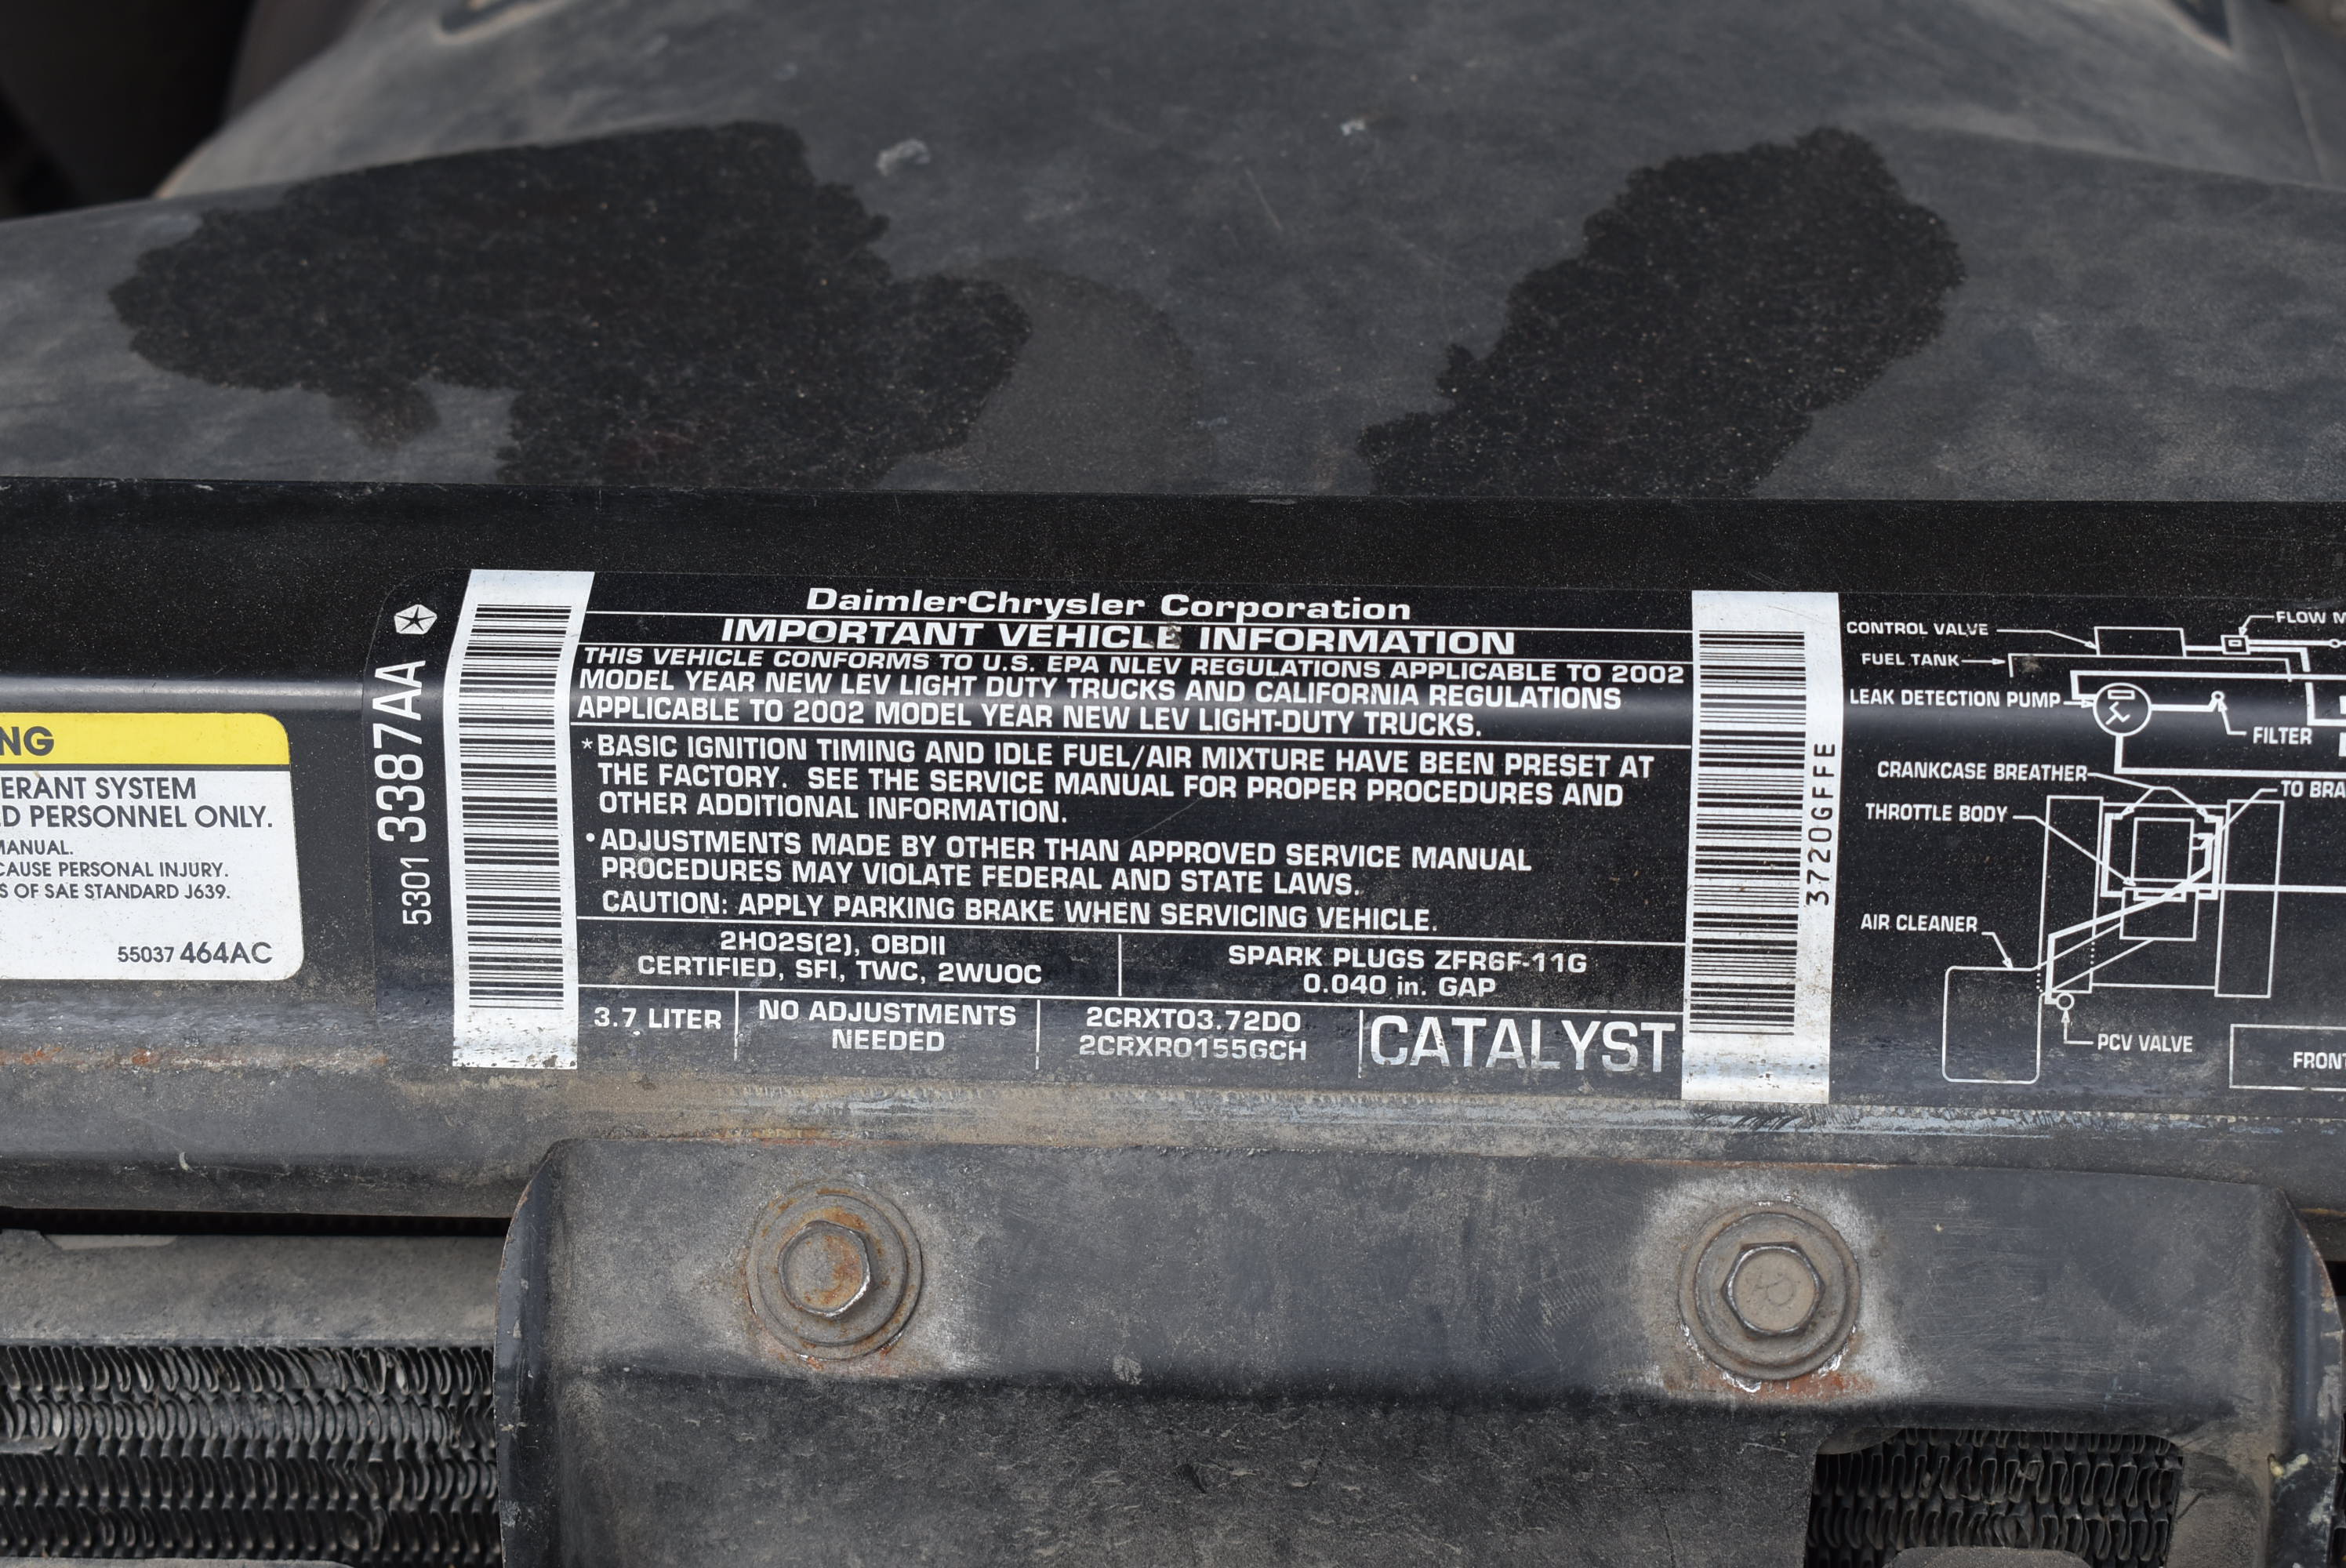 NG
ERANT SYSTEM
D PERSONNEL ONLY.
MANUAL.
CAUSE PERSONAL INJURY.
S OF SAE STANDARD J639.
55037 464AC
5301 3387AA
DaimlerChrysler Corporation
IMPORTANT VEHICLE INFORMATION
THIS VEHICLE CONFORMS TO U.S. EPA NLEV REGULATIONS APPLICABLE TO 2002
MODEL YEAR NEW LEV LIGHT DUTY TRUCKS AND CALIFORNIA REGULATIONS
APPLICABLE TO 2002 MODEL YEAR NEW LEV LIGHT-DUTY TRUCKS.
*BASIC IGNITION TIMING AND IDLE FUEL/AIR MIXTURE HAVE BEEN PRESET AT
THE FACTORY. SEE THE SERVICE MANUAL FOR PROPER PROCEDURES AND
OTHER ADDITIONAL INFORMATION.
•ADJUSTMENTS MADE BY OTHER THAN APPROVED SERVICE MANUAL
PROCEDURES MAY VIOLATE FEDERAL AND STATE LAWS.
CAUTION: APPLY PARKING BRAKE WHEN SERVICING VEHICLE.
2HO2S(2), OBDII
CERTIFIED, SFI, TWC, 2WUOC
SPARK PLUGS ZFR6F-11G
0.040 in. GAP
3.7 LITER
NO ADJUSTMENTS
NEEDED
2CRXT03.72D0
2CRXR0155GCH
CATALYST
3720GFFE
CONTROL VALVE
FLOW M
FUEL TANK
LEAK DETECTION PUMP
FILTER
CRANKCASE BREATHER
TO BRA
THROTTLE BODY
AIR CLEANER
PCV VALVE
FRONT